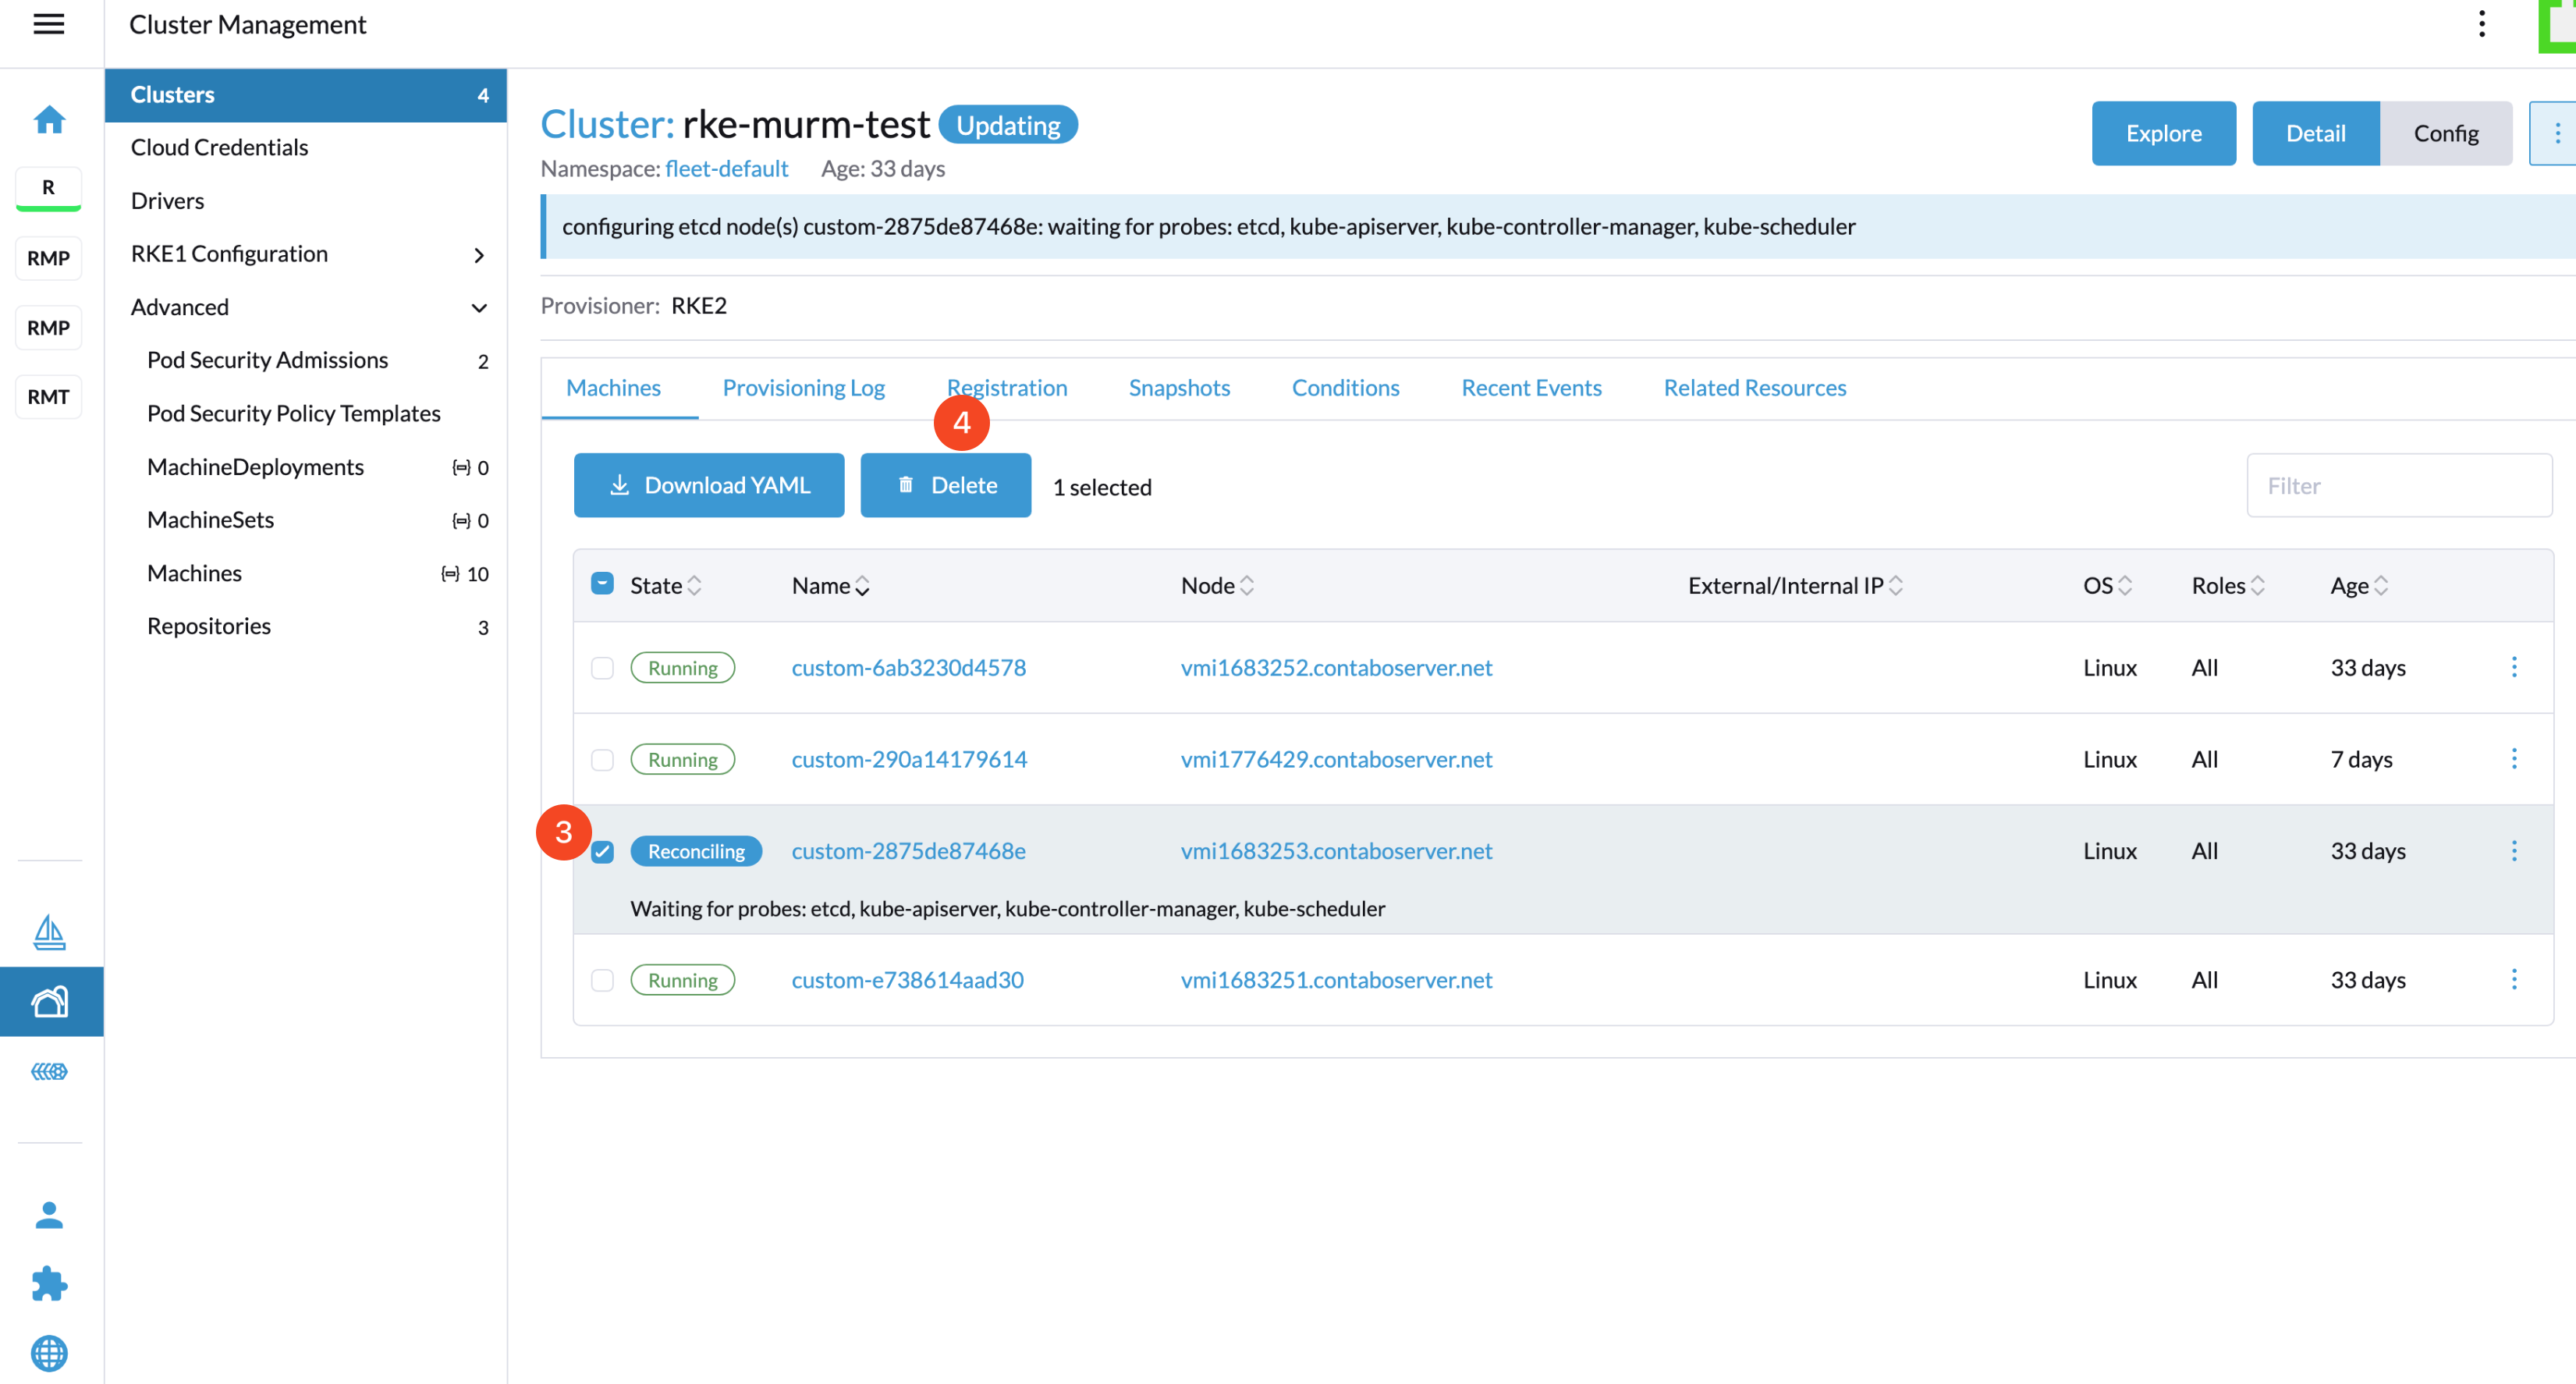 Cluster Management
Clusters 4
Cloud Credentials
Drivers
RKE1 Configuration
Advanced
Pod Security Admissions 2
Pod Security Policy Templates
MachineDeployments 0
MachineSets 0
Machines 10
Repositories 3
R
RMP
RMP
RMT
Cluster: rke-murm-test Updating
Explore Detail Config
Namespace: fleet-default Age: 33 days
configuring etcd node(s) custom-2875de87468e: waiting for probes: etcd, kube-apiserver, kube-controller-manager, kube-scheduler
Provisioner: RKE2
Machines Provisioning Log Registration Snapshots Conditions Recent Events Related Resources
4
Download YAML Delete 1 selected Filter
State Name Node External/Internal IP OS Roles Age
Running custom-6ab3230d4578 vmi1683252.contaboserver.net Linux All 33 days
Running custom-290a14179614 vmi1776429.contaboserver.net Linux All 7 days
3
Reconciling custom-2875de87468e vmi1683253.contaboserver.net Linux All 33 days
Waiting for probes: etcd, kube-apiserver, kube-controller-manager, kube-scheduler
Running custom-e738614aad30 vmi1683251.contaboserver.net Linux All 33 days